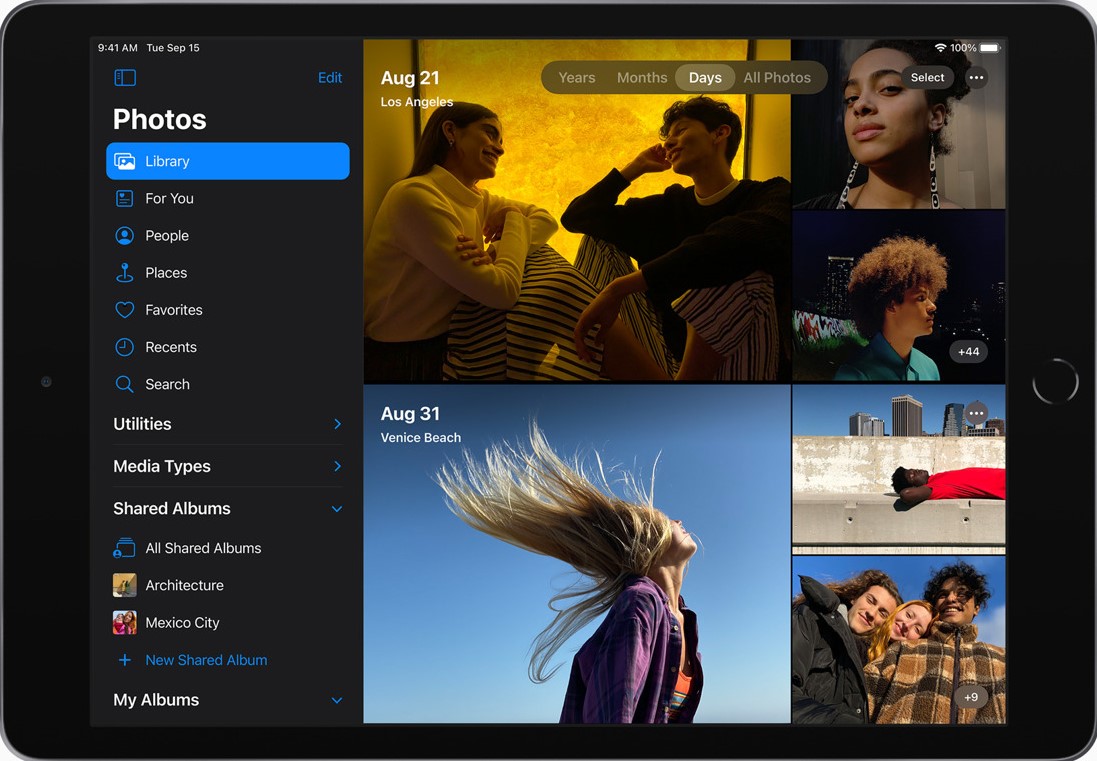 9:41 AM Tue Sep 15
100%
Edit
Photos
Library
For You
People
Places
Favorites
Recents
Search
Utilities
Media Types
Shared Albums
All Shared Albums
Architecture
Mexico City
New Shared Album
My Albums
Aug 21
Los Angeles
Years Months Days All Photos
Select
+44
Aug 31
Venice Beach
+9